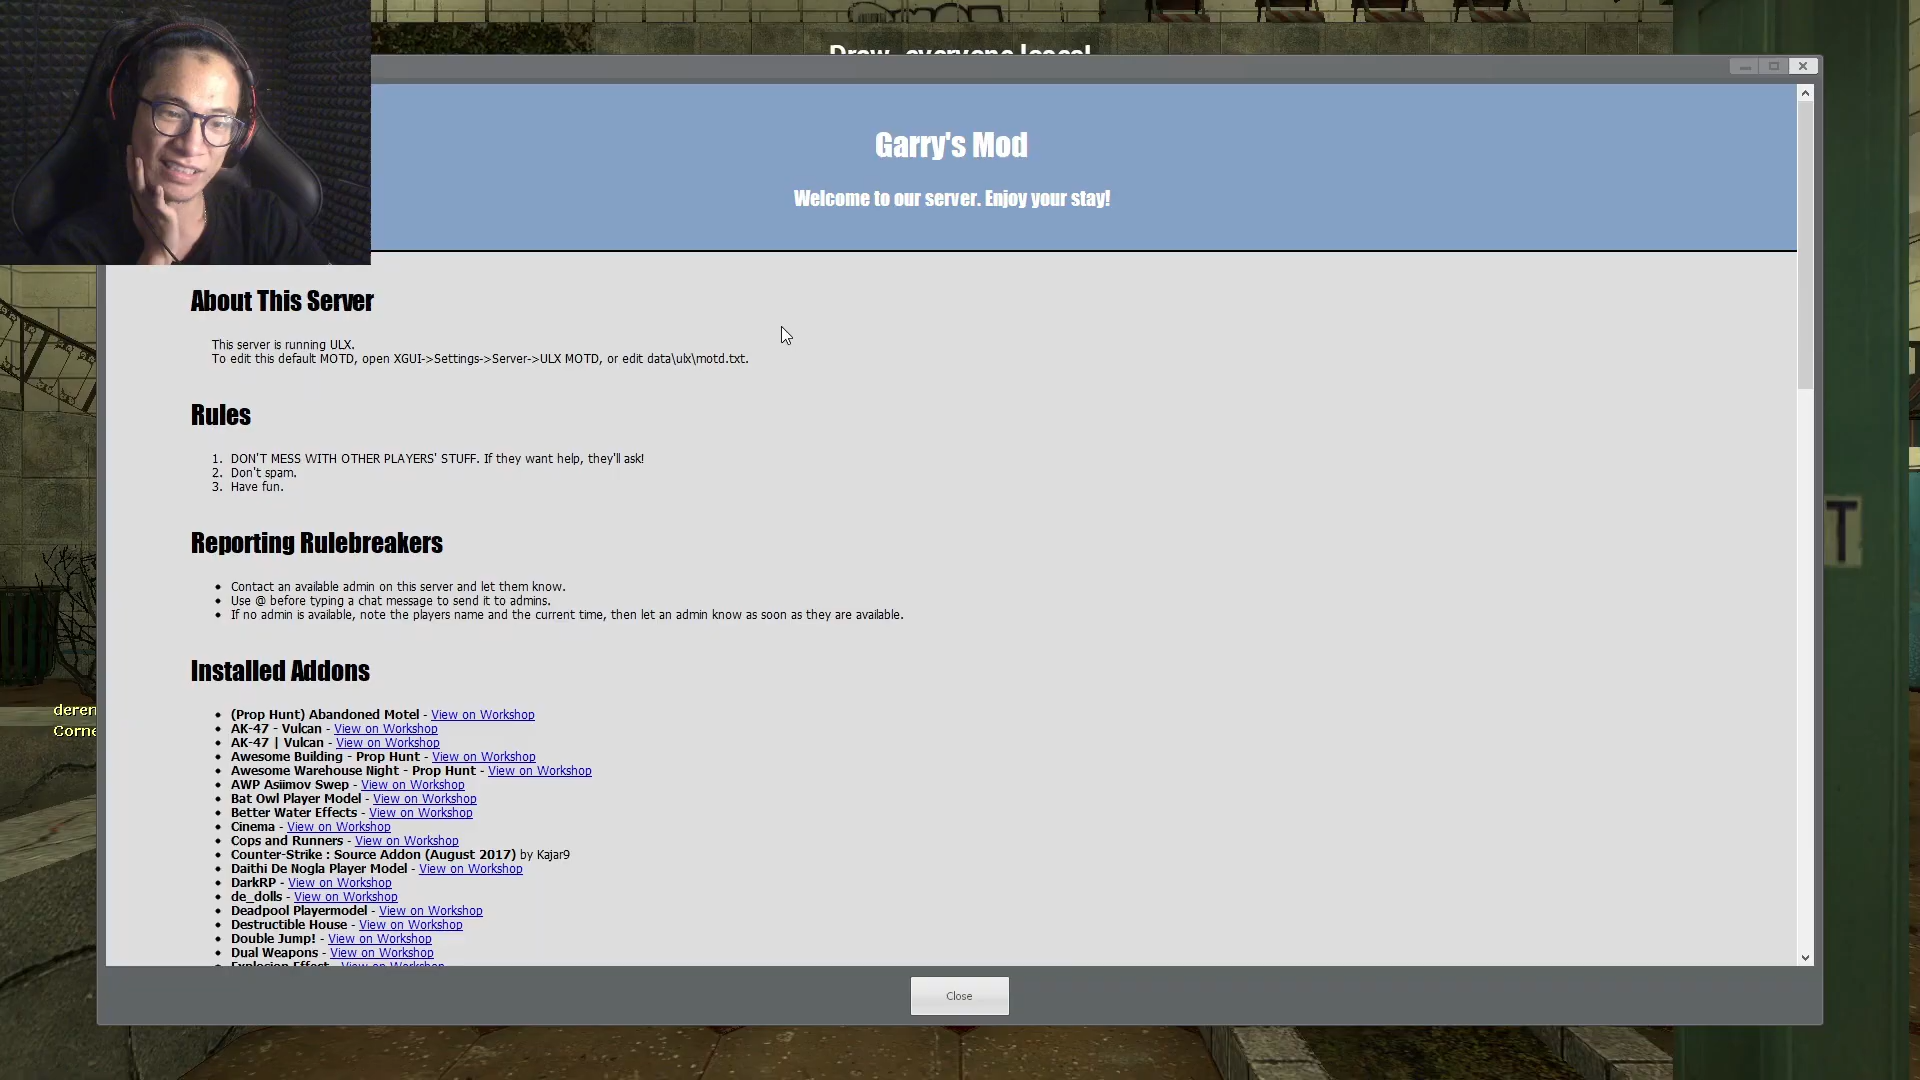 Draw, everyone loses!
Garry's Mod
Welcome to our server. Enjoy your stay!
About This Server
This server is running ULX.
To edit this default MOTD, open XGUI->Settings->Server->ULX MOTD, or edit data\ulx\motd.txt.
Rules
1. DON'T MESS WITH OTHER PLAYERS' STUFF. If they want help, they'll ask!
2. Don't spam.
3. Have fun.
Reporting Rulebreakers
• Contact an available admin on this server and let them know.
• Use @ before typing a chat message to send it to admins.
• If no admin is available, note the players name and the current time, then let an admin know as soon as they are available.
Installed Addons
• (Prop Hunt) Abandoned Motel - View on Workshop
• AK-47 - Vulcan - View on Workshop
• AK-47 | Vulcan - View on Workshop
• Awesome Building - Prop Hunt - View on Workshop
• Awesome Warehouse Night - Prop Hunt - View on Workshop
• AWP Asiimov Swep - View on Workshop
• Bat Owl Player Model - View on Workshop
• Better Water Effects - View on Workshop
• Cinema - View on Workshop
• Cops and Runners - View on Workshop
• Counter-Strike : Source Addon (August 2017) by Kajar9
• Daithi De Nogla Player Model - View on Workshop
• DarkRP - View on Workshop
• de_dolls - View on Workshop
• Deadpool Playermodel - View on Workshop
• Destructible House - View on Workshop
• Double Jump! - View on Workshop
• Dual Weapons - View on Workshop
• Explosion Effect - View on Workshop
deren
Corne
T
Close